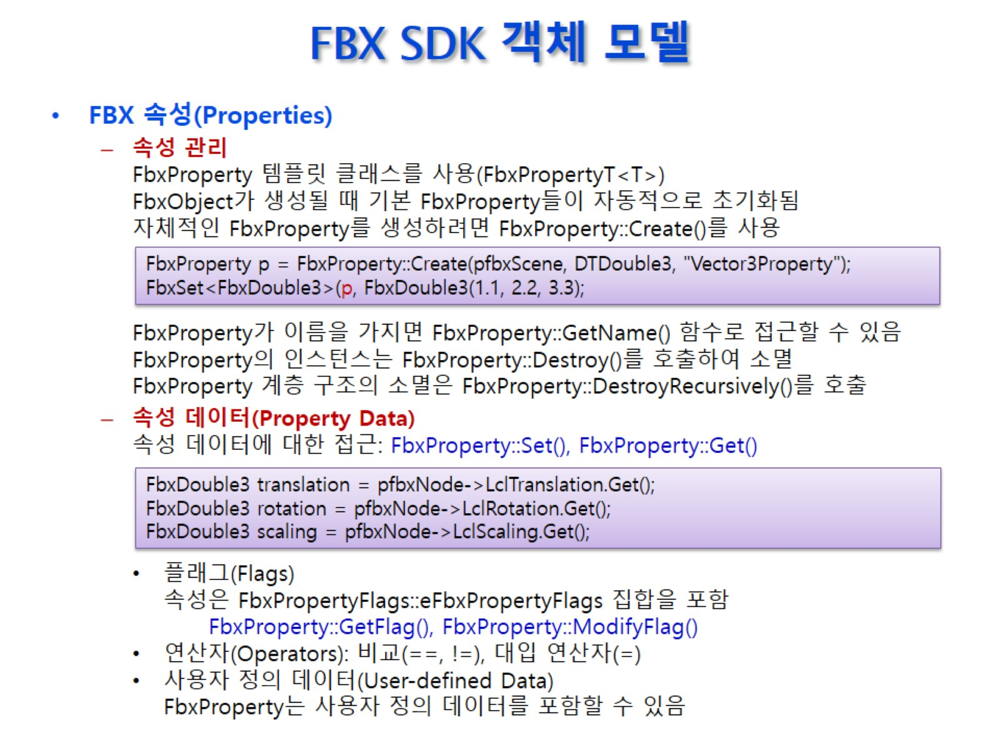 FBX SDK 객체 모델
• FBX 속성(Properties)
– 속성 관리
FbxProperty 템플릿 클래스를 사용(FbxPropertyT<T>)
FbxObject가 생성될 때 기본 FbxProperty들이 자동적으로 초기화됨
자체적인 FbxProperty를 생성하려면 FbxProperty::Create()를 사용
FbxProperty p = FbxProperty::Create(pfbxScene, DTDouble3, "Vector3Property");
FbxSet<FbxDouble3>(p, FbxDouble3(1.1, 2.2, 3.3);
FbxProperty가 이름을 가지면 FbxProperty::GetName() 함수로 접근할 수 있음
FbxProperty의 인스턴스는 FbxProperty::Destroy()를 호출하여 소멸
FbxProperty 계층 구조의 소멸은 FbxProperty::DestroyRecursively()를 호출
– 속성 데이터(Property Data)
속성 데이터에 대한 접근: FbxProperty::Set(), FbxProperty::Get()
FbxDouble3 translation = pfbxNode->LclTranslation.Get();
FbxDouble3 rotation = pfbxNode->LclRotation.Get();
FbxDouble3 scaling = pfbxNode->LclScaling.Get();
• 플래그(Flags)
속성은 FbxPropertyFlags::eFbxPropertyFlags 집합을 포함
FbxProperty::GetFlag(), FbxProperty::ModifyFlag()
• 연산자(Operators): 비교(==, !=), 대입 연산자(=)
• 사용자 정의 데이터(User-defined Data)
FbxProperty는 사용자 정의 데이터를 포함할 수 있음